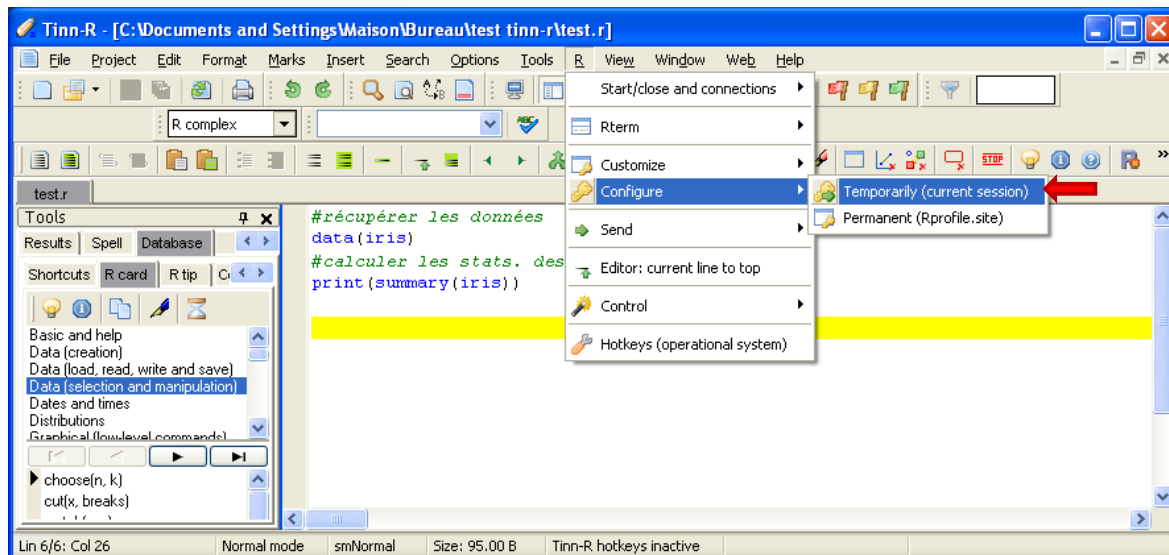 Tinn-R - [C:\Documents and Settings\Maison\Bureau\test tinn-r\test.r]
File Project Edit Format Marks Insert Search Options Tools R View Window Web Help
R complex
ABC
STOP
test.r
Tools
Results Spell Database
Shortcuts R card R tip
Basic and help
Data (creation)
Data (load, read, write and save)
Data (selection and manipulation)
Dates and times
Distributions
Graphical (low-level commands)
choose(n, k)
cut(x, breaks)
#récupérer les données
data(iris)
#calculer les stats. des
print(summary(iris))
Start/close and connections
Rterm
Customize
Configure
Send
Editor: current line to top
Control
Hotkeys (operational system)
Temporarily (current session)
Permanent (Rprofile.site)
Lin 6/6: Col 26 Normal mode smNormal Size: 95.00 B Tinn-R hotkeys inactive